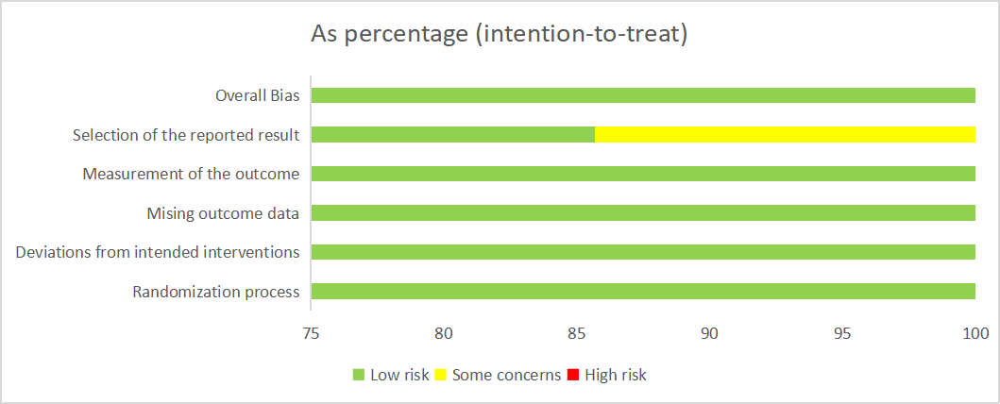 As percentage (intention-to-treat)
Overall Bias
Selection of the reported result
Measurement of the outcome
Mising outcome data
Deviations from intended interventions
Randomization process
75 80 85 90 95 100
Low risk Some concerns High risk